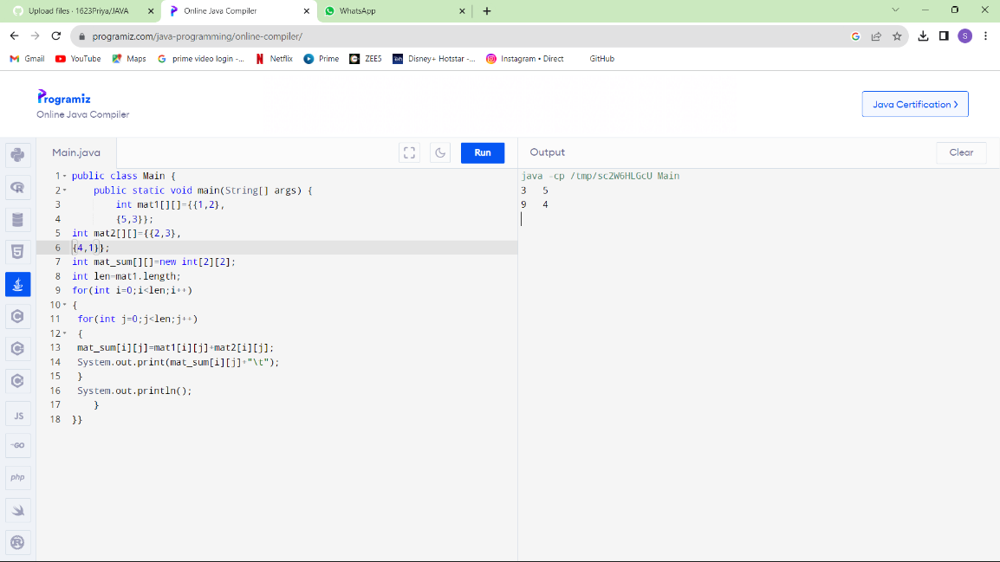 Upload files · 1623Priya/JAVA
Online Java Compiler
WhatsApp
programiz.com/java-programming/online-compiler/
S
Gmail
YouTube
Maps
prime video login -...
Netflix
Prime
ZEE5
Disney+ Hotstar -...
Instagram • Direct
GitHub
Programiz
Online Java Compiler
Java Certification
Main.java
Run
Output
Clear
1 public class Main {
2 public static void main(String[] args) {
3 int mat1[][]={{1,2},
4 {5,3}};
5 int mat2[][]={{2,3},
6 {4,1}};
7 int mat_sum[][]=new int[2][2];
8 int len=mat1.length;
9 for(int i=0;i<len;i++)
10 {
11 for(int j=0;j<len;j++)
12 {
13 mat_sum[i][j]=mat1[i][j]+mat2[i][j];
14 System.out.print(mat_sum[i][j]+"\t");
15 }
16 System.out.println();
17 }
18 }}
java -cp /tmp/sc2W6HLGcU Main
3 5
9 4
JS
GO
php